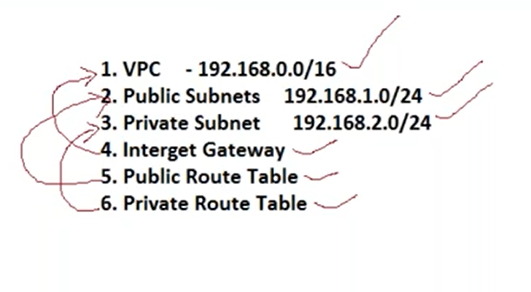 1. VPC - 192.168.0.0/16
2. Public Subnets 192.168.1.0/24
3. Private Subnet 192.168.2.0/24
4. Interget Gateway
5. Public Route Table
6. Private Route Table